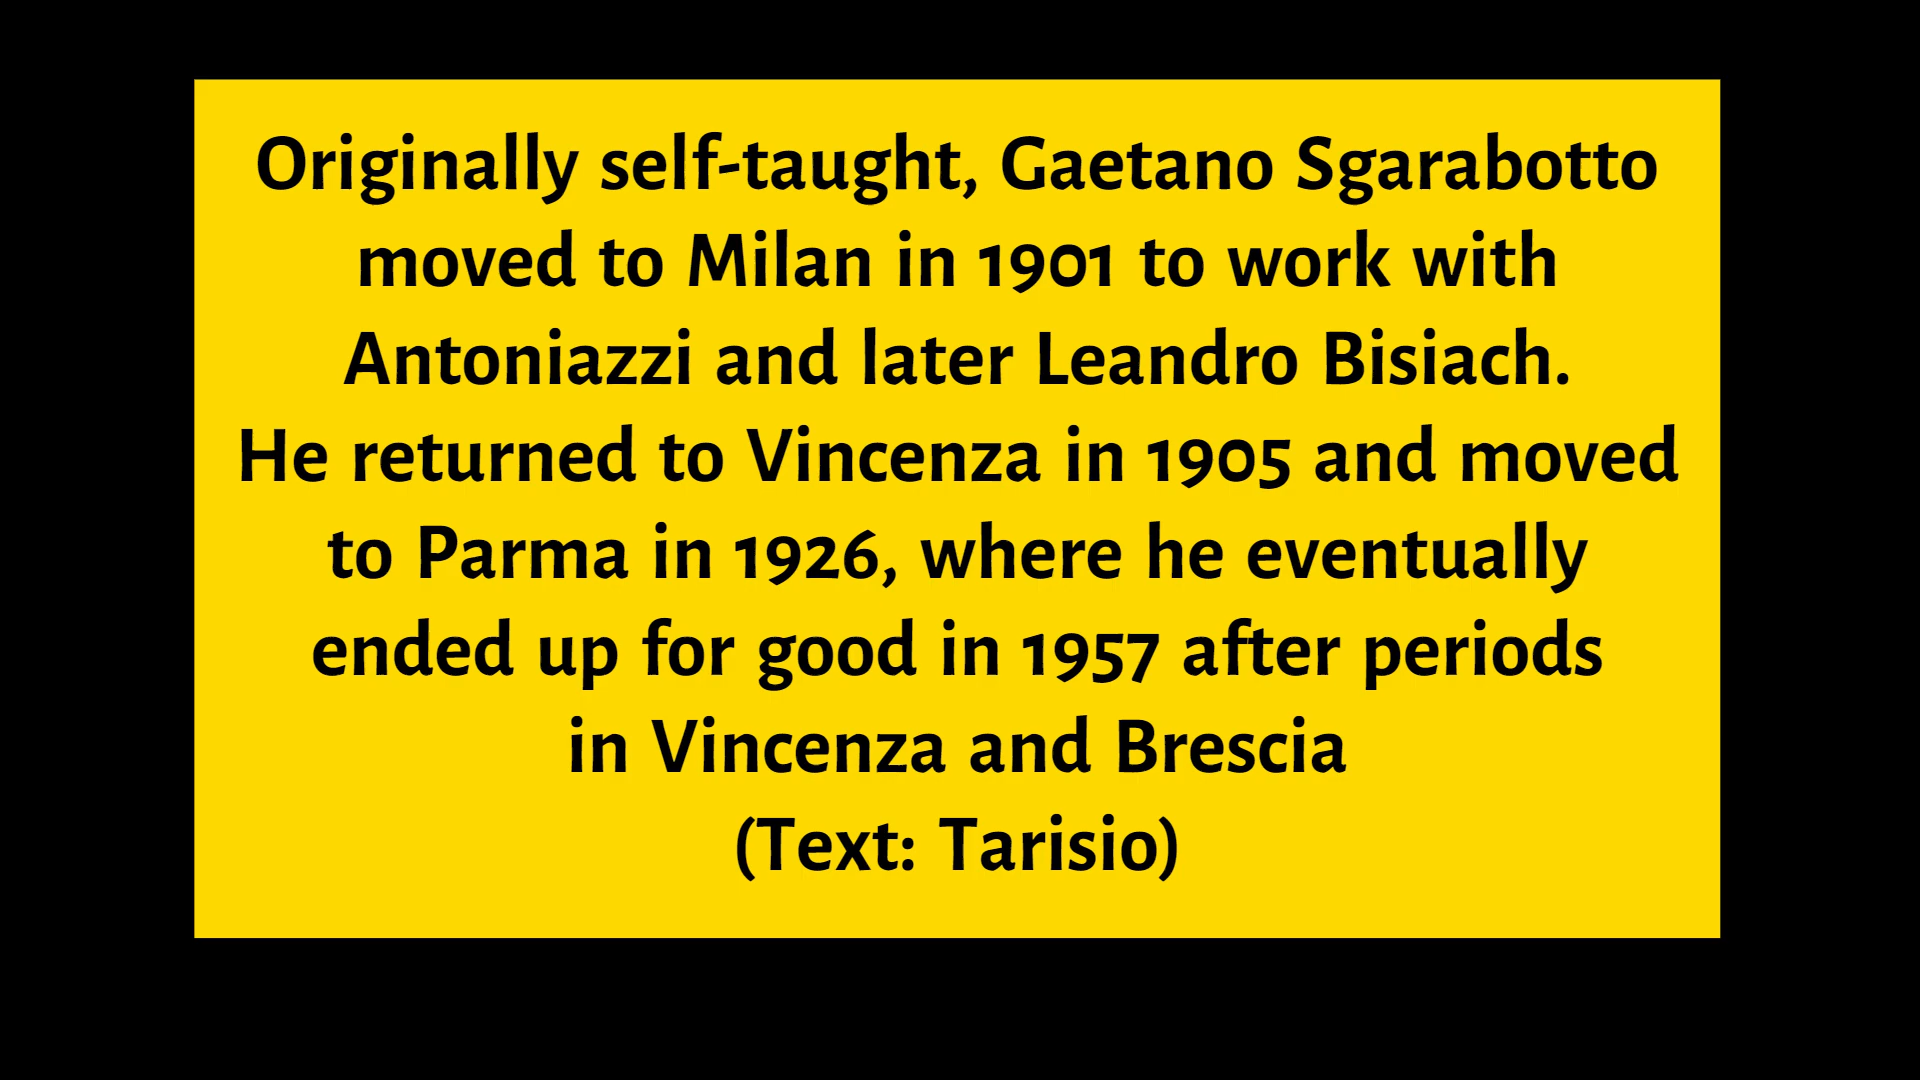 Originally self-taught, Gaetano Sgarabotto
moved to Milan in 1901 to work with
Antoniazzi and later Leandro Bisiach.
He returned to Vincenza in 1905 and moved
to Parma in 1926, where he eventually
ended up for good in 1957 after periods
in Vincenza and Brescia
(Text: Tarisio)